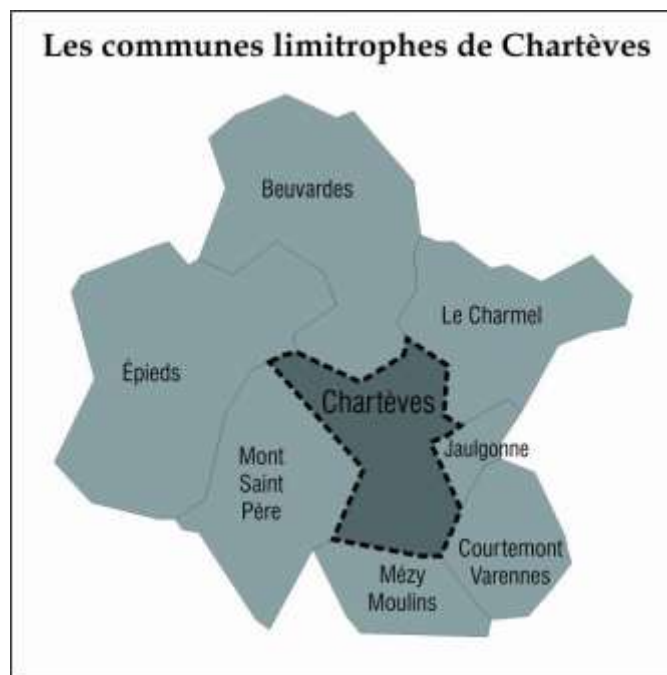 Les communes limitrophes de Chartèves
Beuvardes
Le Charmel
Épieds
Chartèves
Jaulgonne
Mont
Saint
Père
Courtemont
Varennes
Mézy
Moulins